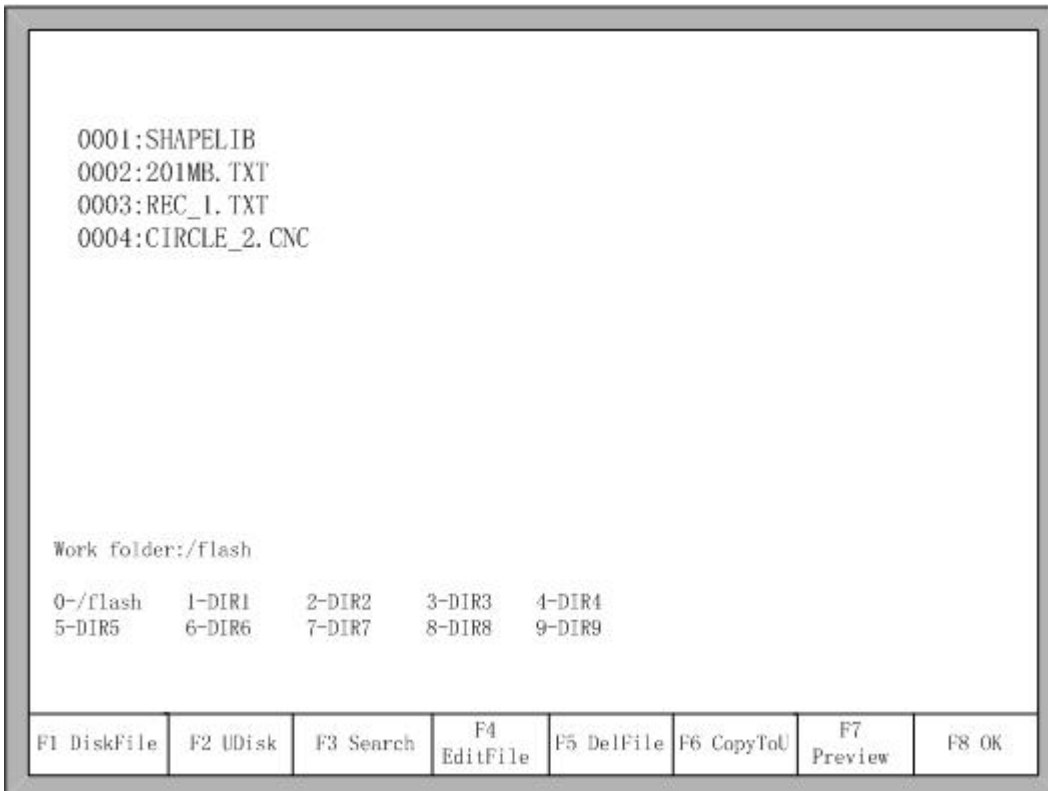 0001:SHAPELIB
0002:201MB.TXT
0003:REC_1.TXT
0004:CIRCLE_2.CNC
Work folder:/flash
0-/flash 1-DIR1 2-DIR2 3-DIR3 4-DIR4
5-DIR5 6-DIR6 7-DIR7 8-DIR8 9-DIR9
F1 DiskFile
F2 UDisk
F3 Search
F4
EditFile
F5 DelFile
F6 CopyToU
F7
Preview
F8 OK